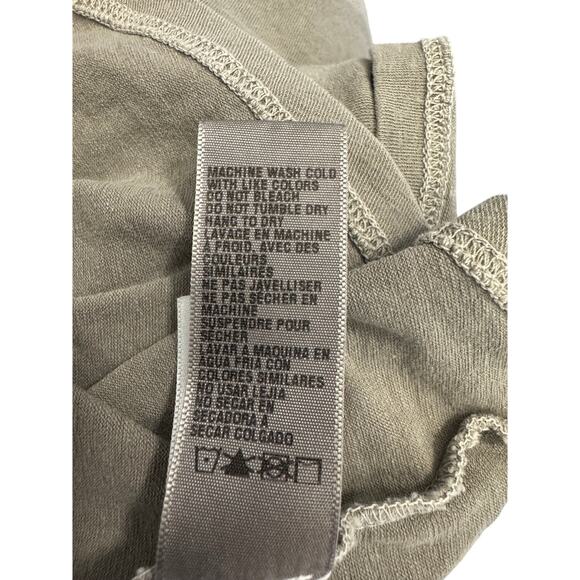 MACHINE WASH COLD
WITH LIKE COLORS
DO NOT BLEACH
DO NOT TUMBLE DRY
HANG TO DRY
LAVAGE EN MACHINE
A FROID. AVEC DES
COULEURS
SIMILAIRES
NE PAS JAVELLISER
NE PAS SÉCHER EN
MACHINE
SUSPENDRE POUR
SÉCHER
LAVAR À MAQUINA EN
AGUA FRIA CON
COLORES SIMILARES
NO USAR LEJIA
NO SECAR EN
SECADORA
SECAR COLGADO